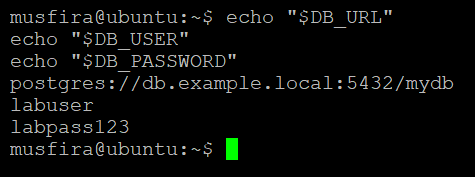 musfira@ubuntu:~$ echo "$DB_URL"
echo "$DB_USER"
echo "$DB_PASSWORD"
postgres://db.example.local:5432/mydb
labuser
labpass123
musfira@ubuntu:~$